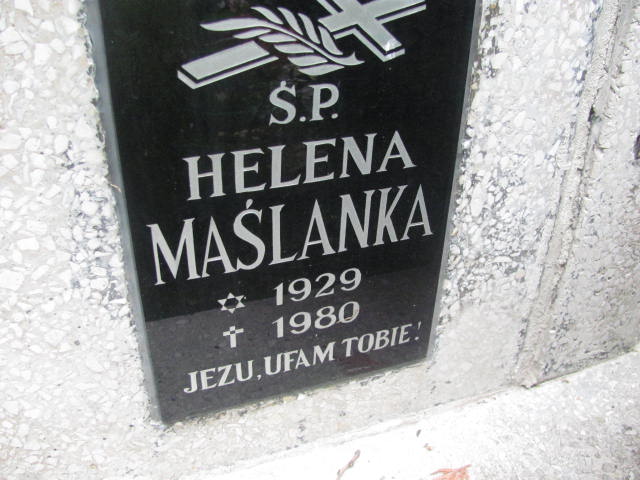 Ś.P.
HELENA
MAŚLANKA
✡ 1929
✝ 1980
JEZU, UFAM TOBIE!